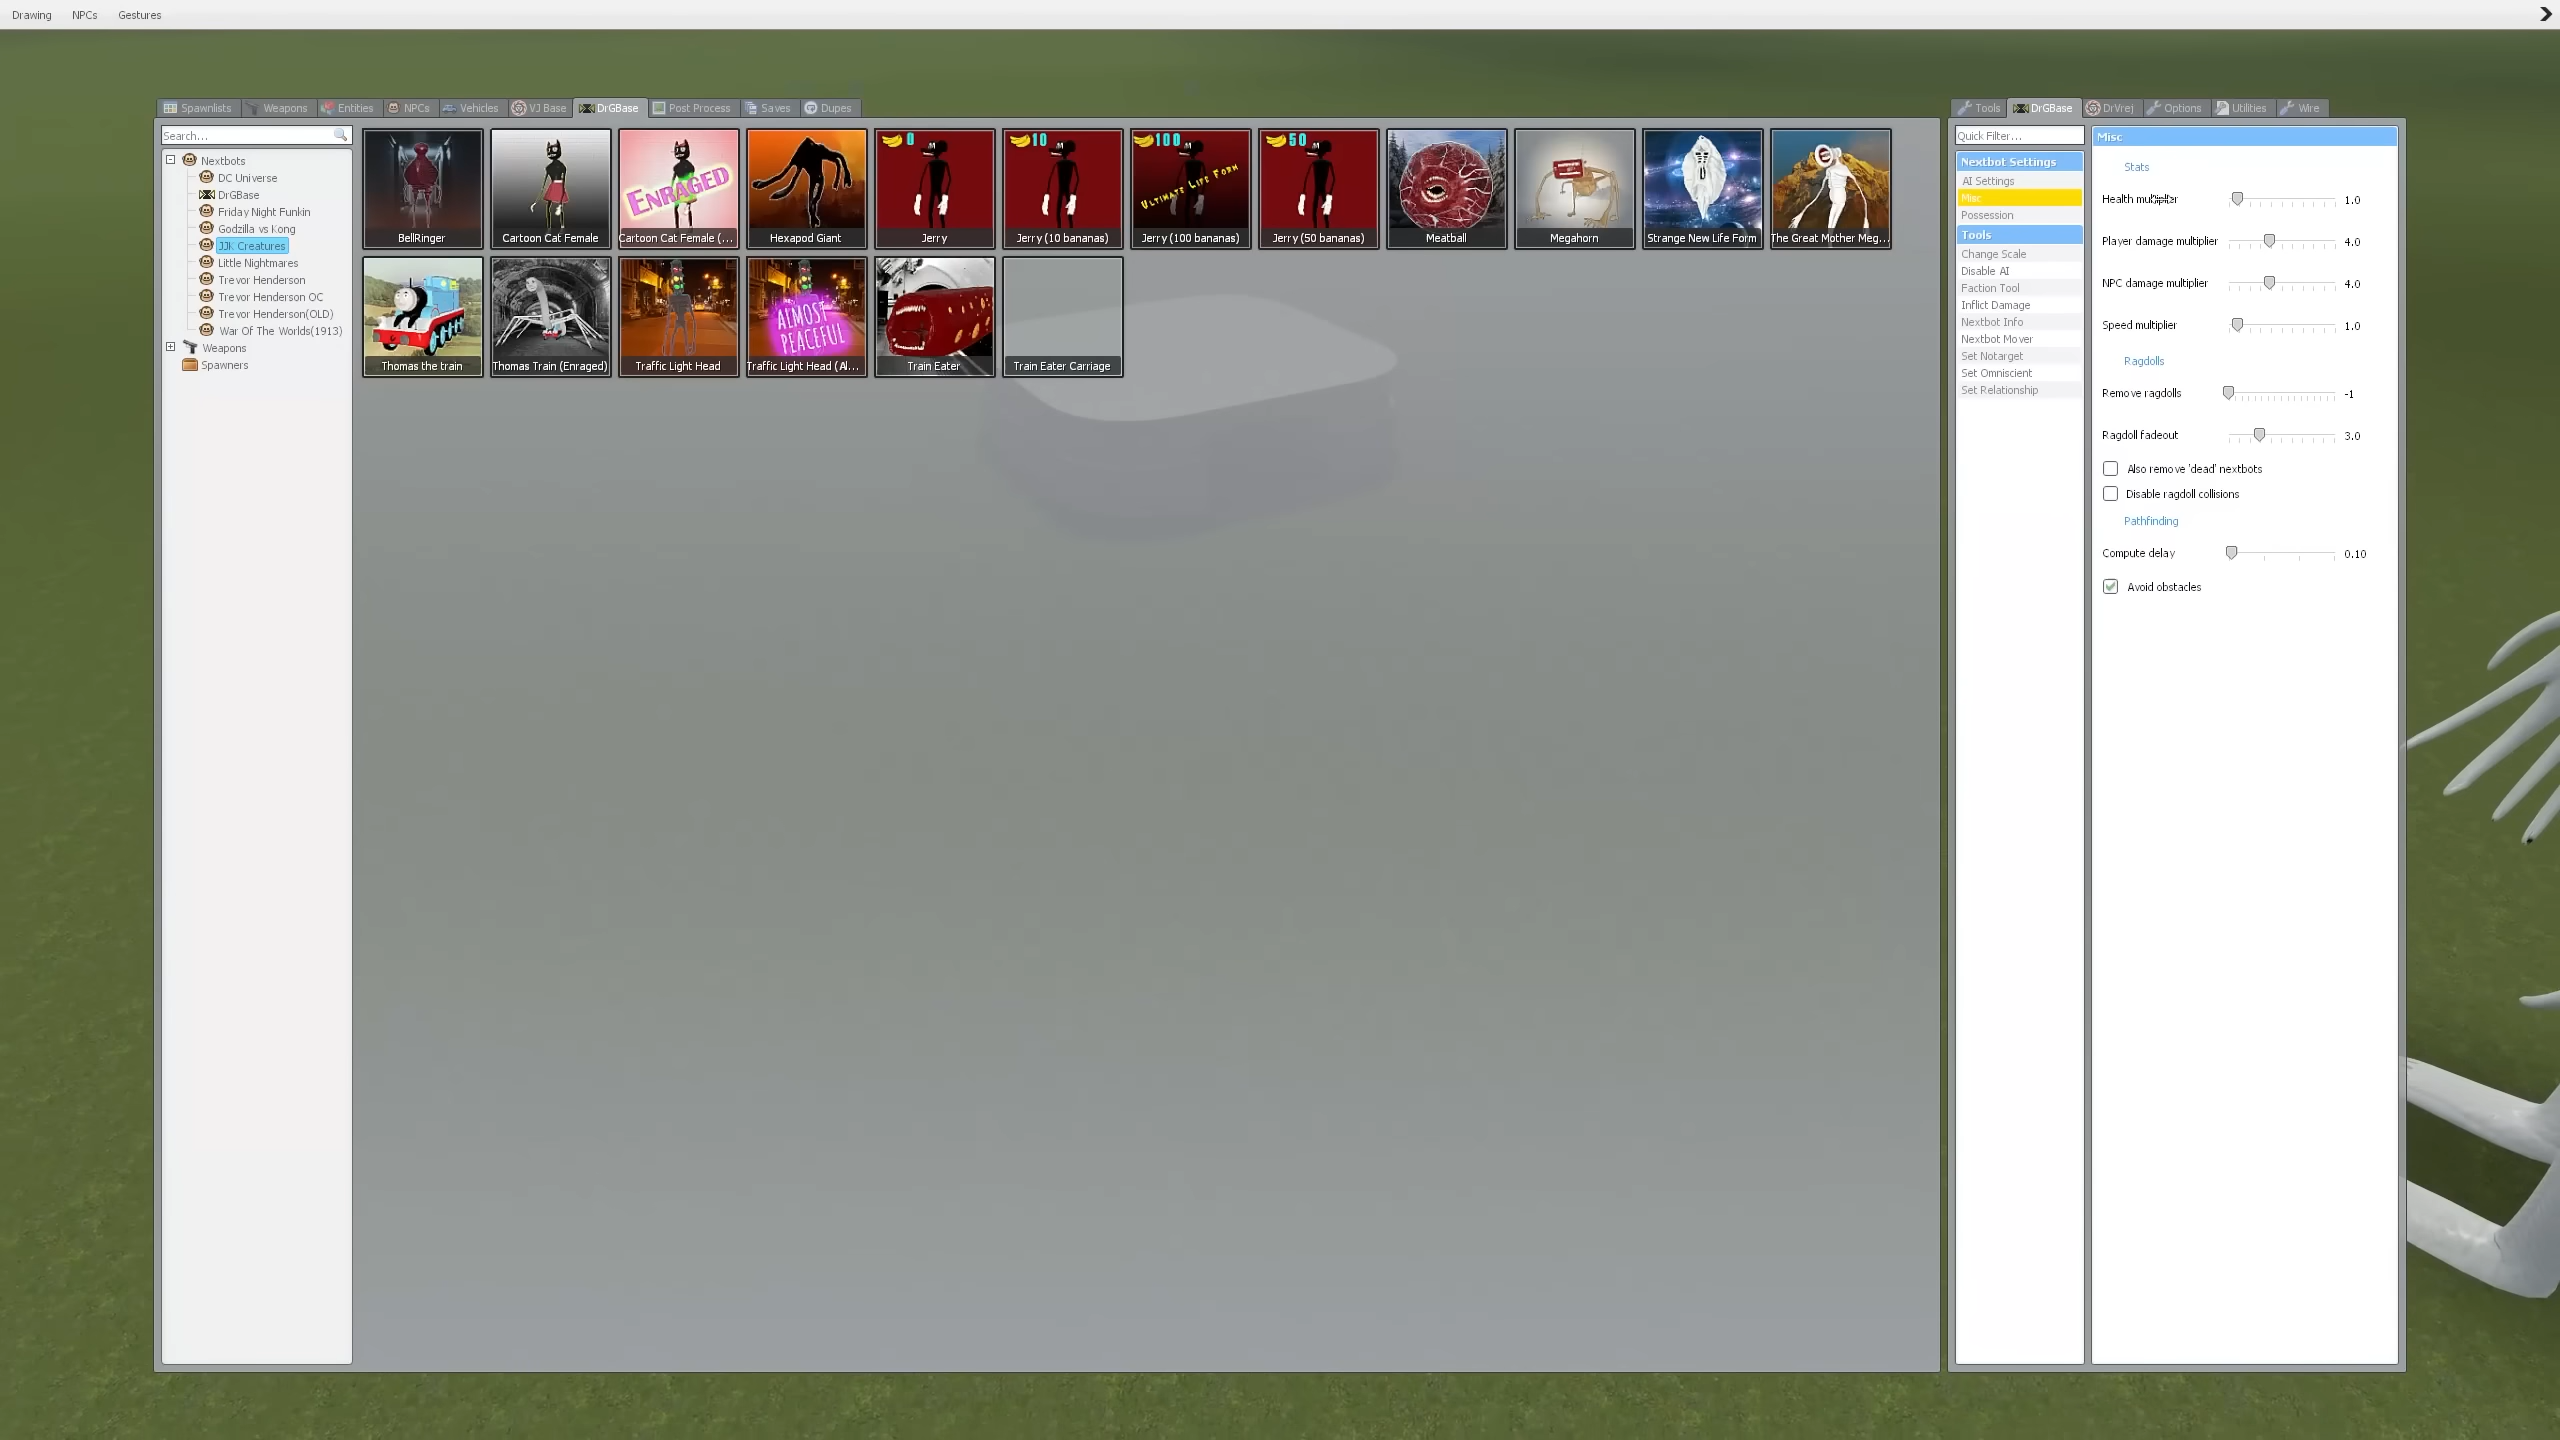 Drawing NPCs Gestures
Spawnlists Weapons Entities NPCs Vehicles VJ Base DrGBase Post Process Saves Dupes
Search...
Nextbots
DC Universe
DrGBase
Friday Night Funkin
Godzilla vs Kong
JJK Creatures
Little Nightmares
Trevor Henderson
Trevor Henderson OC
Trevor Henderson(OLD)
War Of The Worlds(1913)
Weapons
Spawners
ENRAGED
0
10
100
ULTIMATE LIFE FORM
50
BellRinger Cartoon Cat Female Cartoon Cat Female (... Hexapod Giant Jerry Jerry (10 bananas) Jerry (100 bananas) Jerry (50 bananas) Meatball Megahorn Strange New Life Form The Great Mother Meg...
ALMOST
PEACEFUL
Thomas the train Thomas Train (Enraged) Traffic Light Head Traffic Light Head (Al... Train Eater Train Eater Carriage
Tools DrGBase DrVrej Options Utilities Wire
Quick Filter...
Nextbot Settings
AI Settings
Misc
Possession
Tools
Change Scale
Disable AI
Faction Tool
Inflict Damage
Nextbot Info
Nextbot Mover
Set Notarget
Set Omniscient
Set Relationship
Misc
Stats
Health multiplier 1.0
Player damage multiplier 4.0
NPC damage multiplier 4.0
Speed multiplier 1.0
Ragdolls
Remove ragdolls -1
Ragdoll fadeout 3.0
Also remove 'dead' nextbots
Disable ragdoll collisions
Pathfinding
Compute delay 0.10
Avoid obstacles